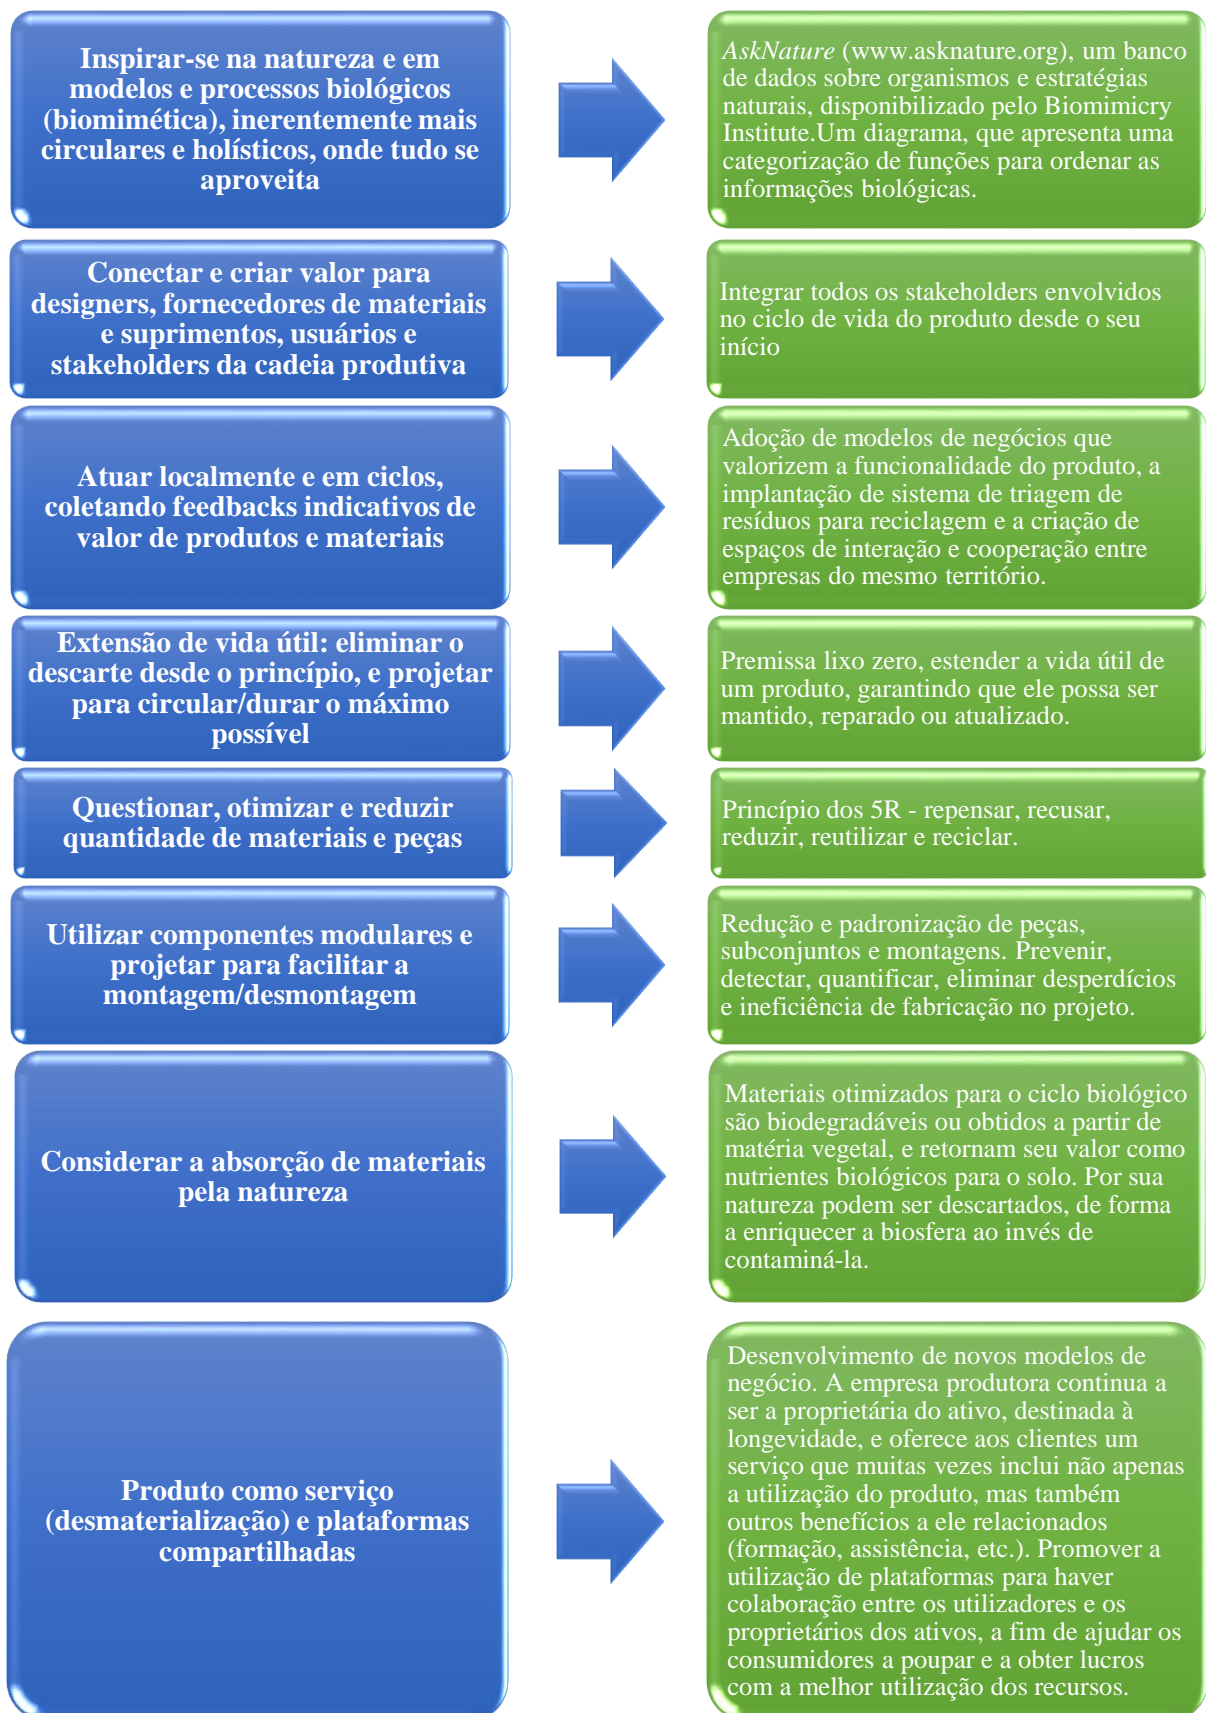 Inspirar-se na natureza e em
modelos e processos biológicos
(biomimética), inerentemente mais
circulares e holísticos, onde tudo se
aproveita
AskNature (www.asknature.org), um banco
de dados sobre organismos e estratégias
naturais, disponibilizado pelo Biomimicry
Institute.Um diagrama, que apresenta uma
categorização de funções para ordenar as
informações biológicas.
Conectar e criar valor para
designers, fornecedores de materiais
e suprimentos, usuários e
stakeholders da cadeia produtiva
Integrar todos os stakeholders envolvidos
no ciclo de vida do produto desde o seu
início
Atuar localmente e em ciclos,
coletando feedbacks indicativos de
valor de produtos e materiais
Adoção de modelos de negócios que
valorizem a funcionalidade do produto, a
implantação de sistema de triagem de
resíduos para reciclagem e a criação de
espaços de interação e cooperação entre
empresas do mesmo território.
Extensão de vida útil: eliminar o
descarte desde o princípio, e projetar
para circular/durar o máximo
possível
Premissa lixo zero, estender a vida útil de
um produto, garantindo que ele possa ser
mantido, reparado ou atualizado.
Questionar, otimizar e reduzir
quantidade de materiais e peças
Princípio dos 5R - repensar, recusar,
reduzir, reutilizar e reciclar.
Utilizar componentes modulares e
projetar para facilitar a
montagem/desmontagem
Redução e padronização de peças,
subconjuntos e montagens. Prevenir,
detectar, quantificar, eliminar desperdícios
e ineficiência de fabricação no projeto.
Considerar a absorção de materiais
pela natureza
Materiais otimizados para o ciclo biológico
são biodegradáveis ou obtidos a partir de
matéria vegetal, e retornam seu valor como
nutrientes biológicos para o solo. Por sua
natureza podem ser descartados, de forma
a enriquecer a biosfera ao invés de
contaminá-la.
Produto como serviço
(desmaterialização) e plataformas
compartilhadas
Desenvolvimento de novos modelos de
negócio. A empresa produtora continua a
ser a proprietária do ativo, destinada à
longevidade, e oferece aos clientes um
serviço que muitas vezes inclui não apenas
a utilização do produto, mas também
outros benefícios a ele relacionados
(formação, assistência, etc.). Promover a
utilização de plataformas para haver
colaboração entre os utilizadores e os
proprietários dos ativos, a fim de ajudar os
consumidores a poupar e a obter lucros
com a melhor utilização dos recursos.